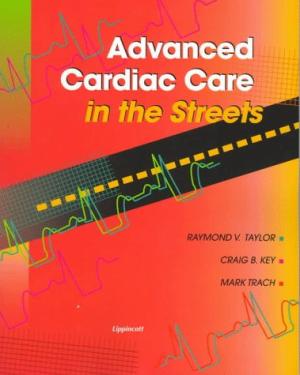 Advanced
Cardiac Care
in the Streets
RAYMOND V. TAYLOR
CRAIG B. KEY
MARK TRACH
Lippincott